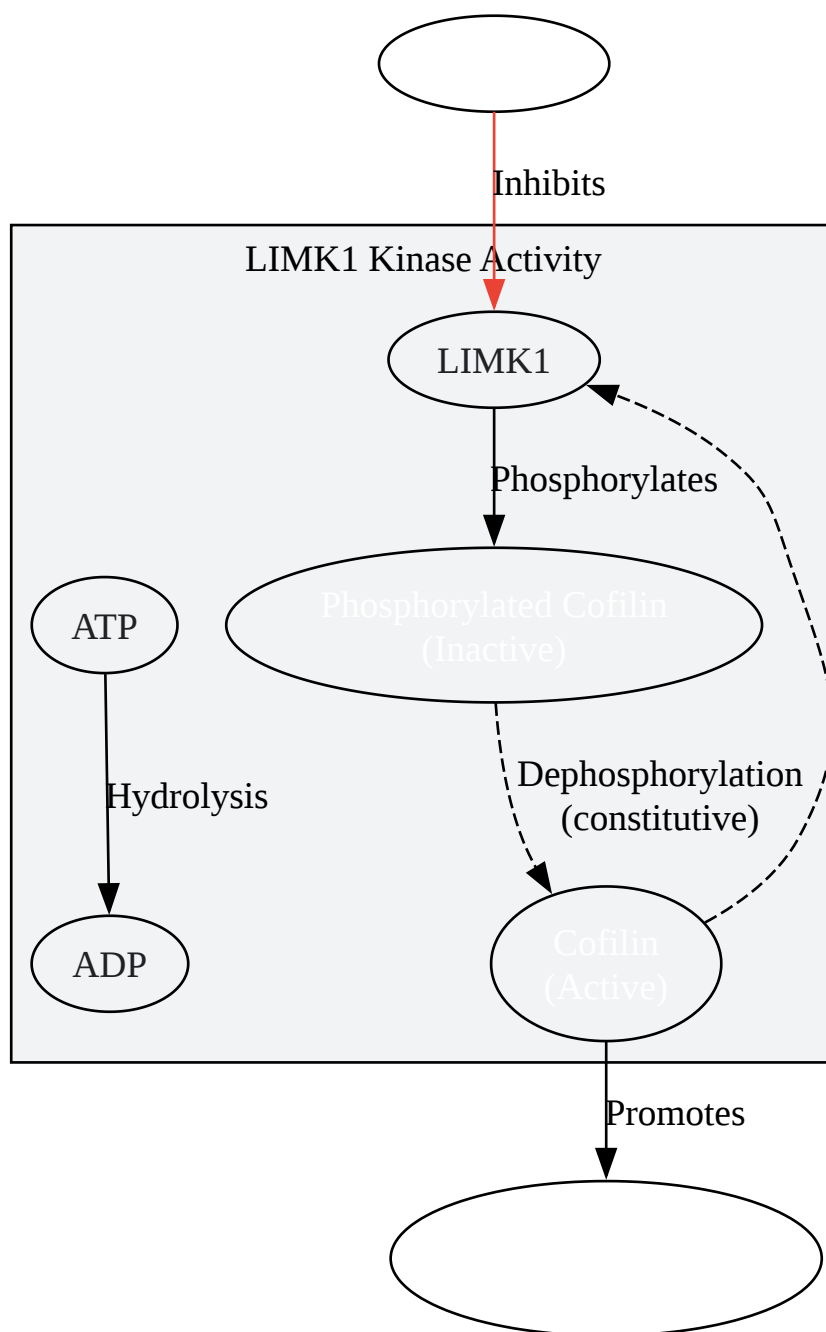 Inhibits
LIMK1 Kinase Activity
LIMK1
Phosphorylates
Phosphorylated Cofilin
(Inactive)
ATP
Dephosphorylation
(constitutive)
Hydrolysis
Cofilin
(Active)
ADP
Promotes